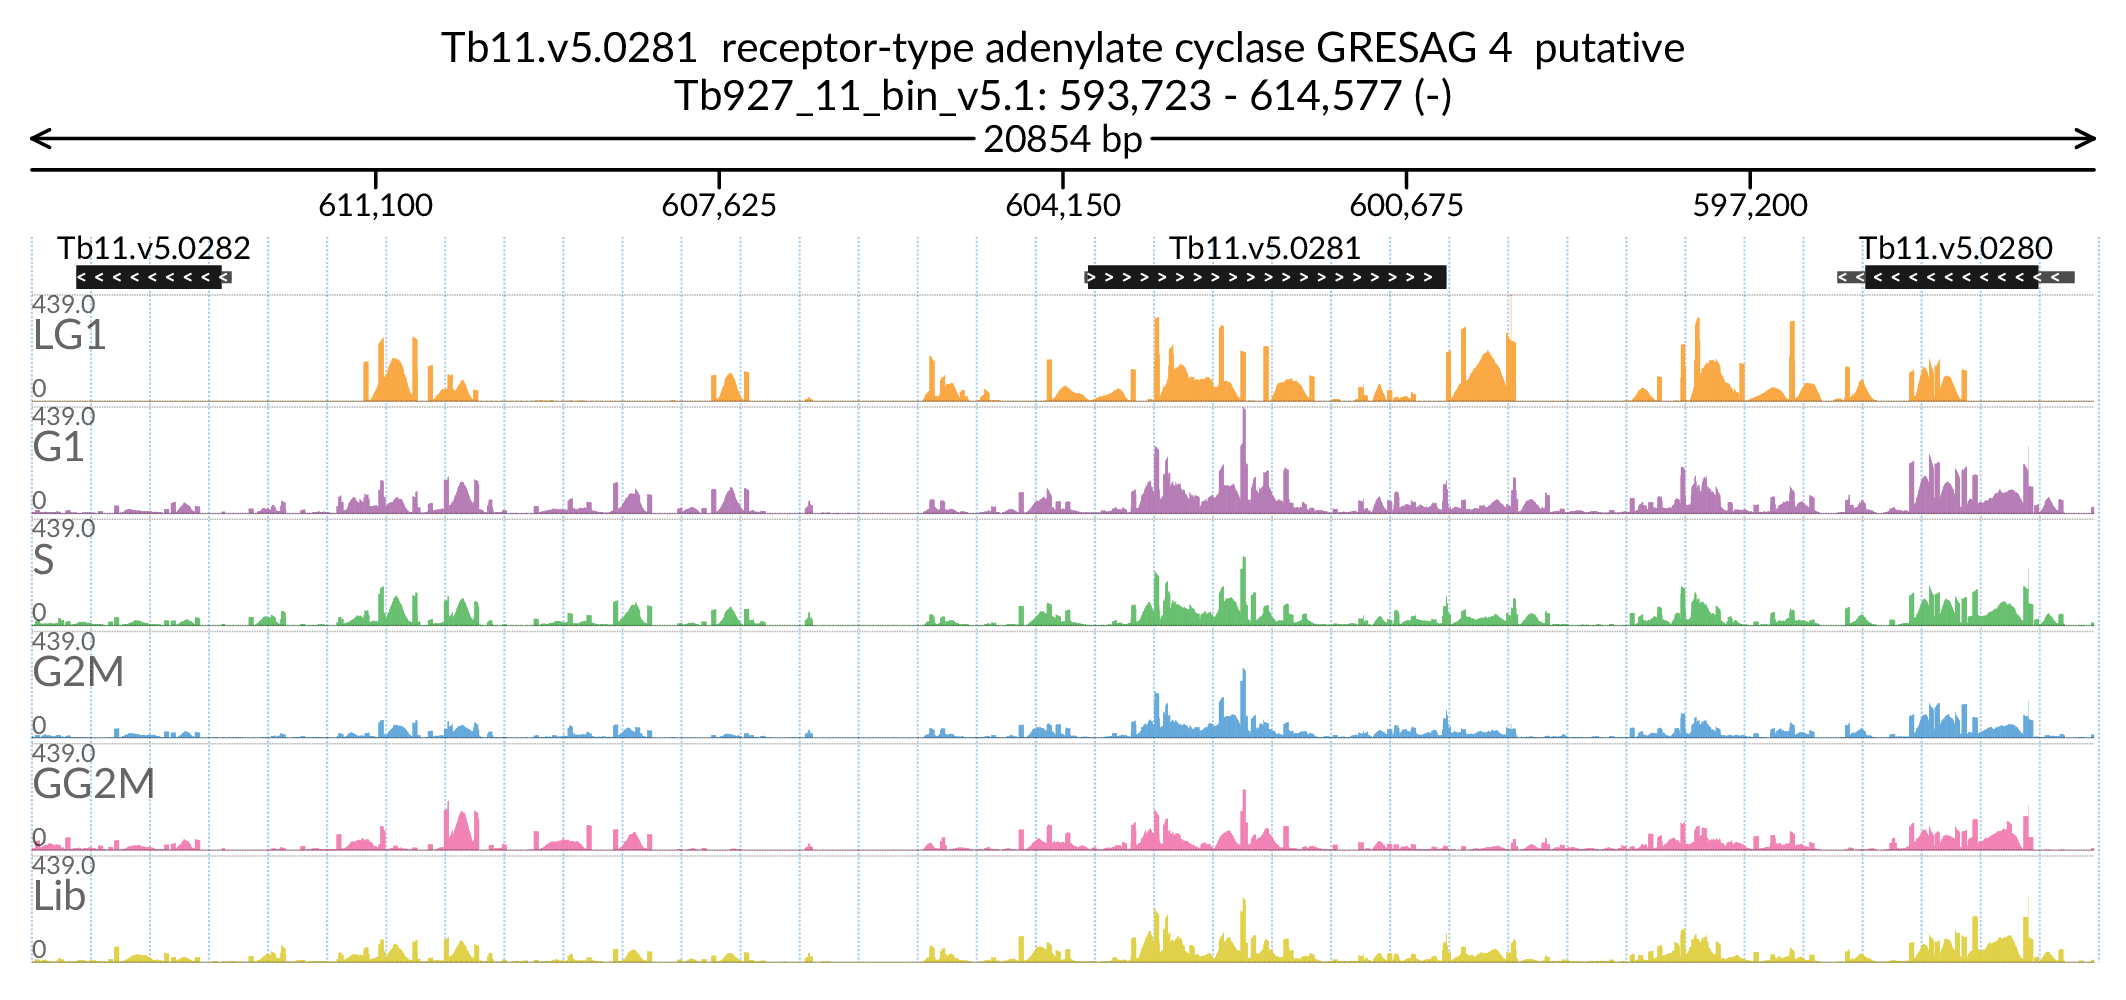 Tb11.v5.0281 receptor-type adenylate cyclase GRESAG 4 putative
Tb927_11_bin_v5.1: 593,723 - 614,577 (-)
20854 bp
611,100 607,625 604,150 600,675 597,200
Tb11.v5.0282 Tb11.v5.0281 Tb11.v5.0280
439.0
LG1
0
439.0
G1
0
439.0
S
0
439.0
G2M
0
439.0
GG2M
0
439.0
Lib
0